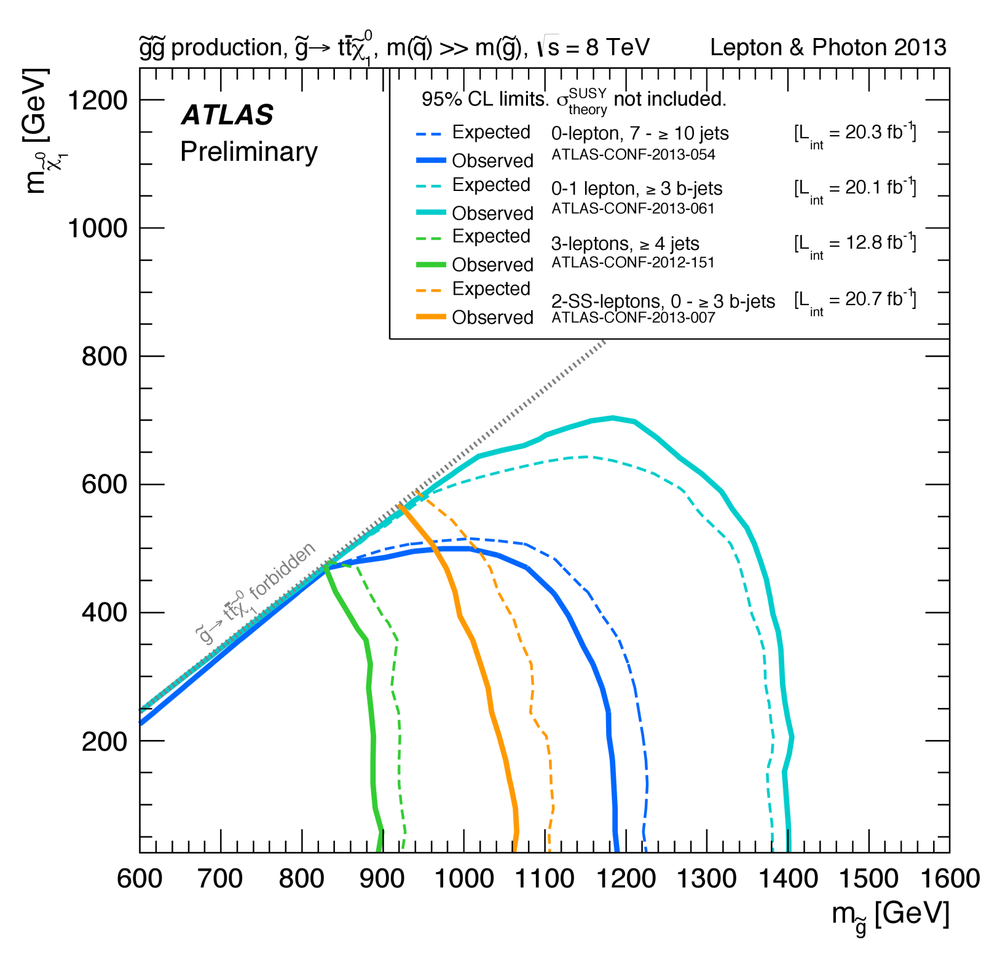 g̃g̃ production, g̃→ tt̄χ̃₁⁰, m(q̃) >> m(g̃), √s = 8 TeV
Lepton & Photon 2013
m_χ̃₁⁰ [GeV]
ATLAS
Preliminary
95% CL limits. σ^SUSY_theory not included.
Expected
Observed
0-lepton, 7 - ≥ 10 jets
ATLAS-CONF-2013-054
[L_int = 20.3 fb⁻¹]
Expected
Observed
0-1 lepton, ≥ 3 b-jets
ATLAS-CONF-2013-061
[L_int = 20.1 fb⁻¹]
Expected
Observed
3-leptons, ≥ 4 jets
ATLAS-CONF-2012-151
[L_int = 12.8 fb⁻¹]
Expected
Observed
2-SS-leptons, 0 - ≥ 3 b-jets
ATLAS-CONF-2013-007
[L_int = 20.7 fb⁻¹]
1200
1000
800
600
400
200
g̃→ tt̄χ̃₁⁰ forbidden
600 700 800 900 1000 1100 1200 1300 1400 1500 1600
m_g̃ [GeV]